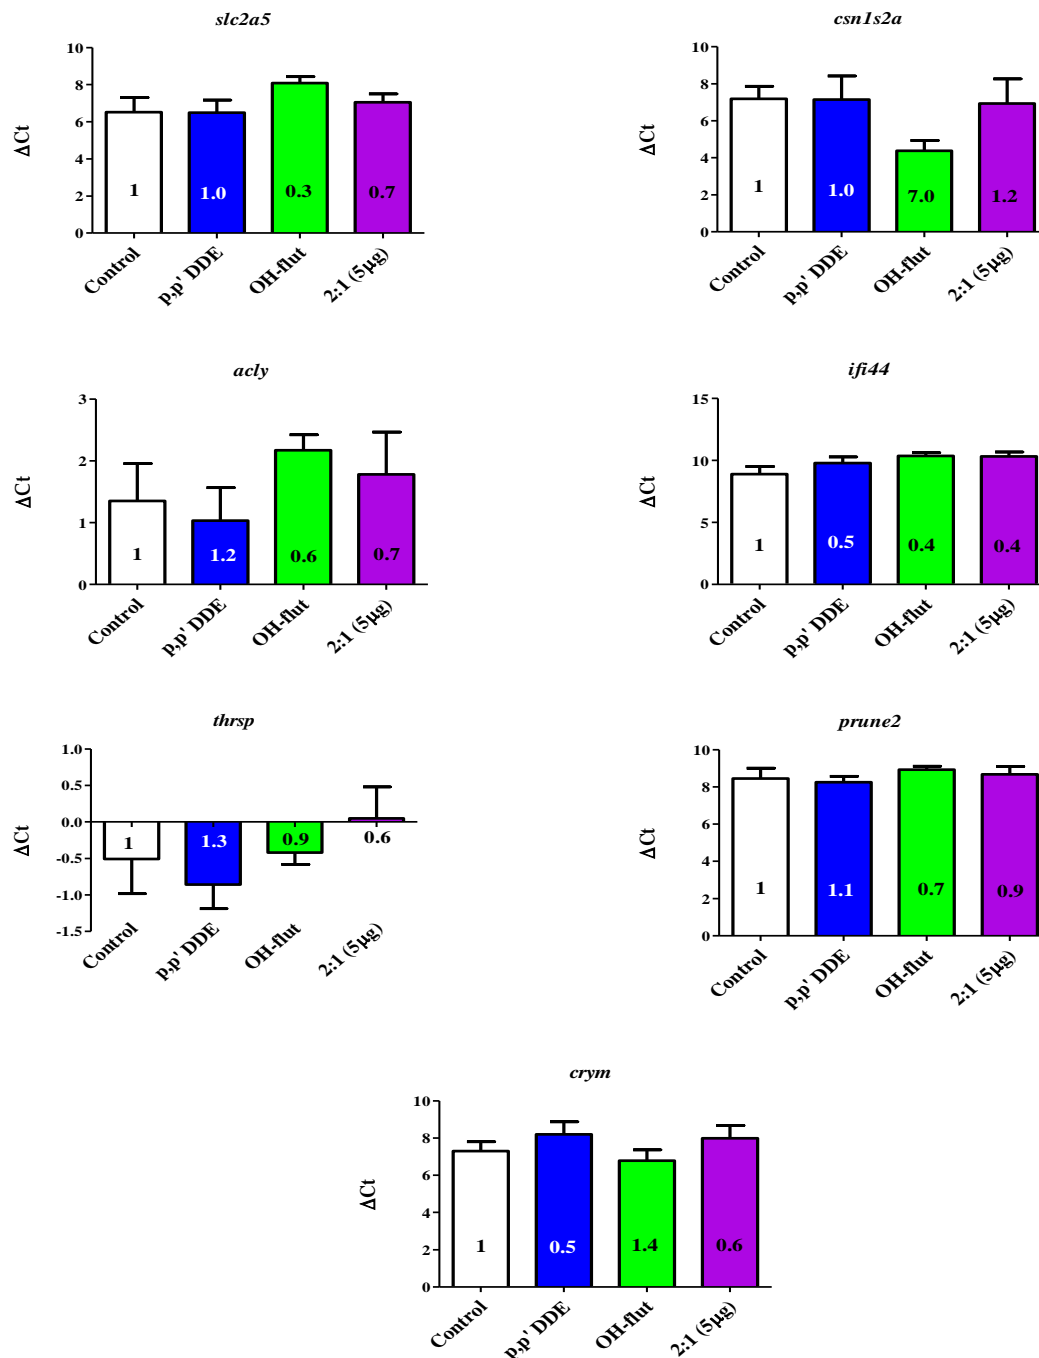 slc2a5
ΔCt
10
8
6
4
2
0
1
1.0
0.3
0.7
Control
p,p' DDE
OH-flut
2:1 (5µg)
csn1s2a
ΔCt
10
8
6
4
2
0
1
1.0
7.0
1.2
Control
p,p' DDE
OH-flut
2:1 (5µg)
acly
ΔCt
3
2
1
0
1
1.2
0.6
0.7
Control
p,p' DDE
OH-flut
2:1 (5µg)
ifi44
ΔCt
15
10
5
0
1
0.5
0.4
0.4
Control
p,p' DDE
OH-flut
2:1 (5µg)
thrsp
ΔCt
1.0
0.5
0.0
-0.5
-1.0
-1.5
1
1.3
0.9
0.6
Control
p,p' DDE
OH-flut
2:1 (5µg)
prune2
ΔCt
10
8
6
4
2
0
1
1.1
0.7
0.9
Control
p,p' DDE
OH-flut
2:1 (5µg)
crym
ΔCt
10
8
6
4
2
0
1
0.5
1.4
0.6
Control
p,p' DDE
OH-flut
2:1 (5µg)